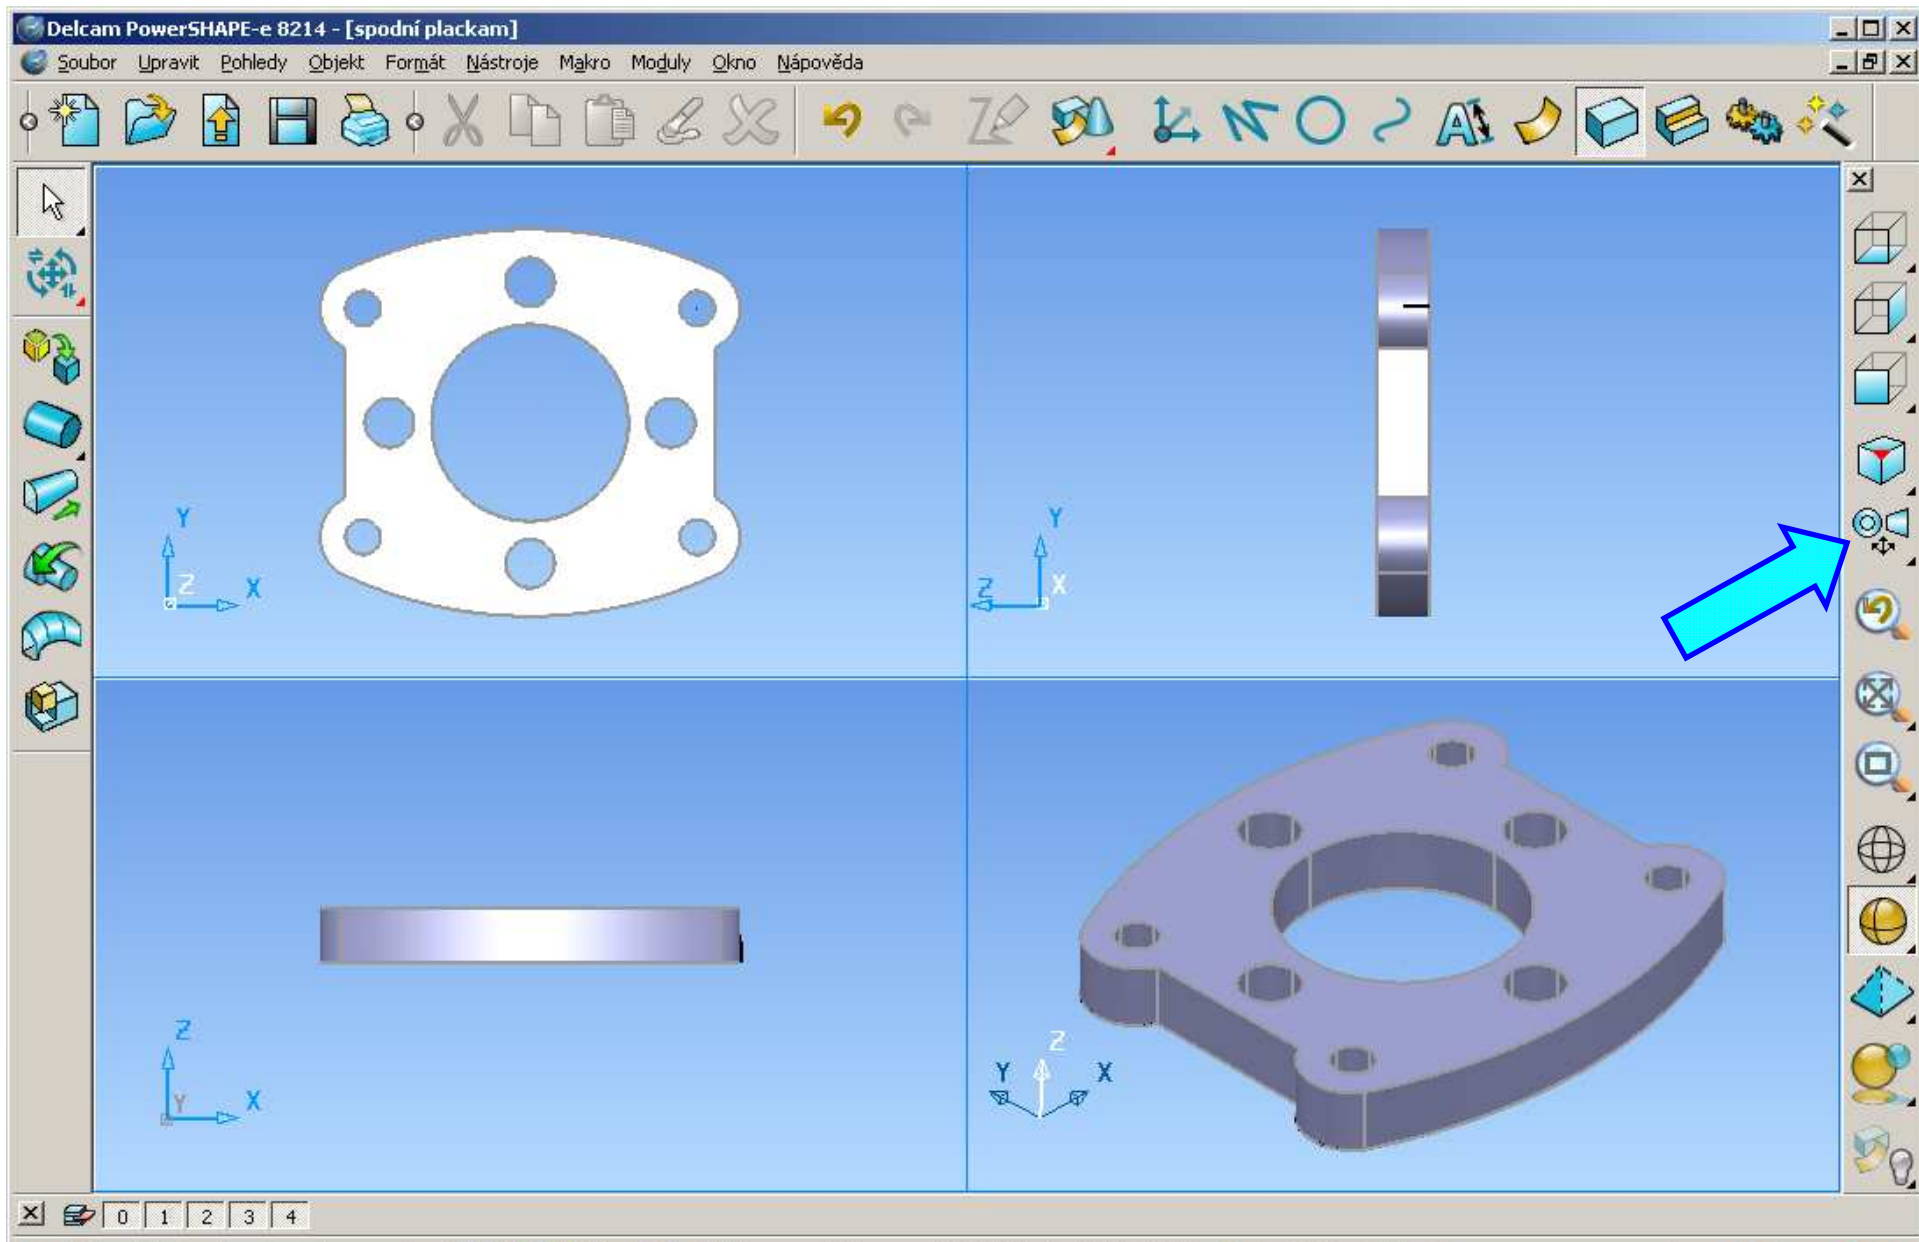 Delcam PowerSHAPE-e 8214 - [spodní plackam]
Soubor Upravit Pohledy Objekt Formát Nástroje Makro Moduly Okno Nápověda
Y
Z X
Y
Z X
Z
Y X
Z
Y X
0 1 2 3 4